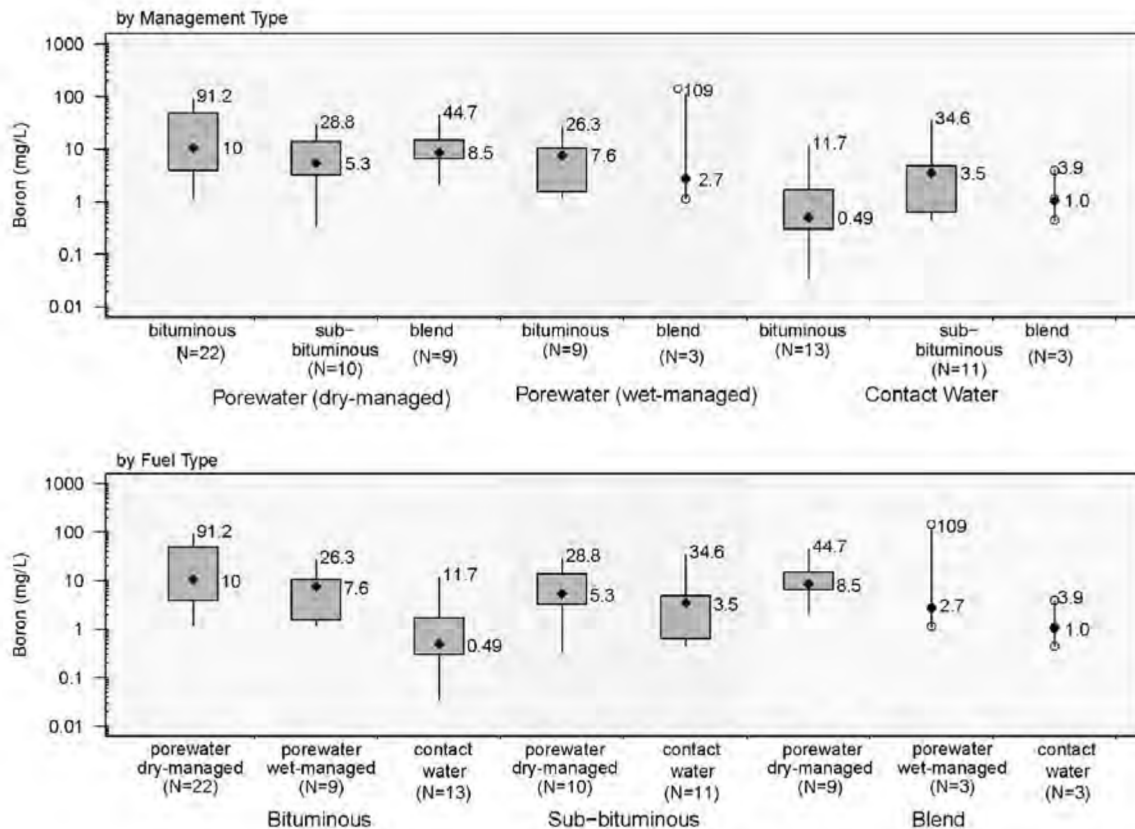 by Management Type
Boron (mg/L)
1000
100
10
1
0.1
0.01
91.2
10
28.8
5.3
44.7
8.5
26.3
7.6
109
2.7
11.7
0.49
34.6
3.5
3.9
1.0
bituminous
(N=22)
sub-
bituminous
(N=10)
blend
(N=9)
bituminous
(N=9)
blend
(N=3)
bituminous
(N=13)
sub-
bituminous
(N=11)
blend
(N=3)
Porewater (dry-managed)
Porewater (wet-managed)
Contact Water
by Fuel Type
Boron (mg/L)
1000
100
10
1
0.1
0.01
91.2
10
26.3
7.6
11.7
0.49
28.8
5.3
34.6
3.5
44.7
8.5
109
2.7
3.9
1.0
porewater
dry-managed
(N=22)
porewater
wet-managed
(N=9)
contact
water
(N=13)
porewater
dry-managed
(N=10)
contact
water
(N=11)
porewater
dry-managed
(N=9)
porewater
wet-managed
(N=3)
contact
water
(N=3)
Bituminous
Sub-bituminous
Blend